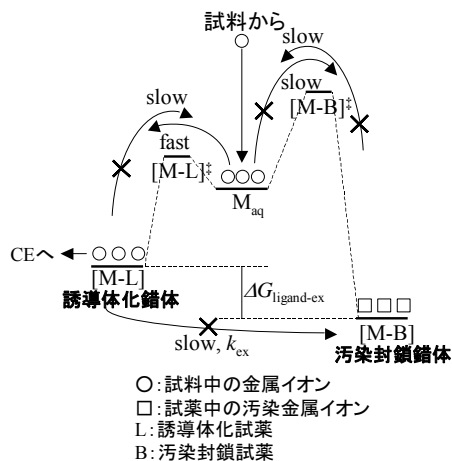 試料から
slow
slow
slow
[M-B]‡
fast
[M-L]‡
Maq
CEへ
[M-L]
誘導体化錯体
ΔGligand-ex
[M-B]
汚染封鎖錯体
slow, kex
○:試料中の金属イオン
□:試薬中の汚染金属イオン
L:誘導体化試薬
B:汚染封鎖試薬